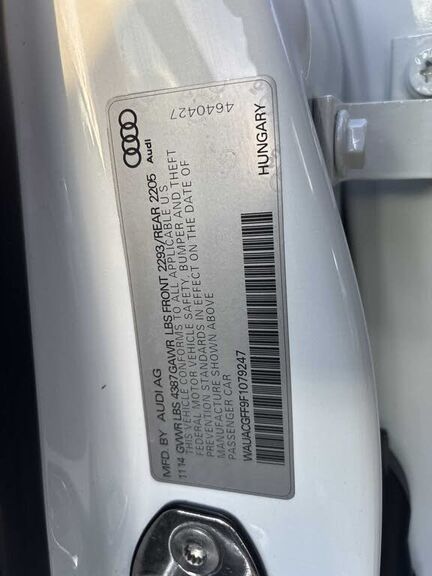 MFD. BY AUDI AG
11 14 GVWR LBS 4387 GAWR LBS FRONT 2293/REAR 2205
THIS VEHICLE CONFORMS TO ALL APPLICABLE U S
FEDERAL MOTOR VEHICLE SAFETY, BUMPER AND THEFT
PREVENTION STANDARDS IN EFFECT ON THE DATE OF
MANUFACTURE SHOWN ABOVE
PASSENGER CAR
WAUACGFF9F1079247
HUNGARY
Audi
4640427